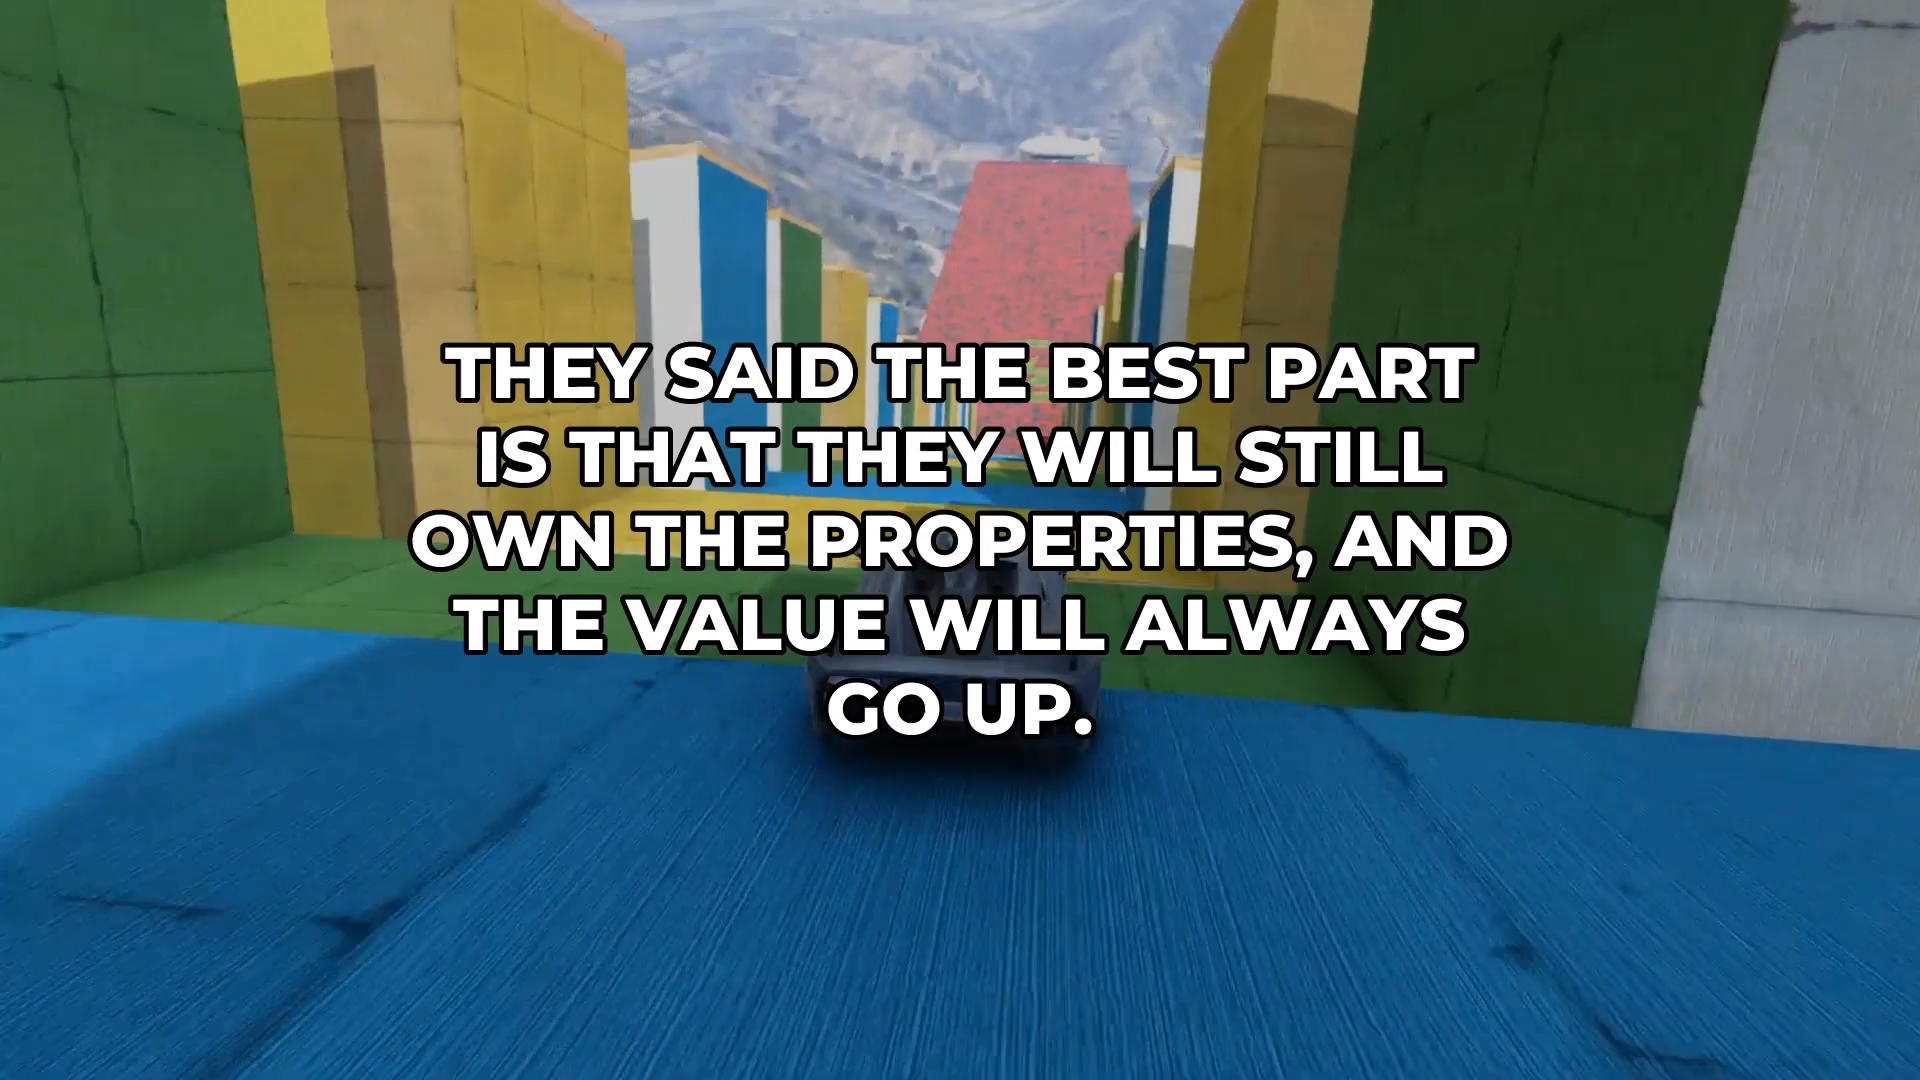 THEY SAID THE BEST PART
IS THAT THEY WILL STILL
OWN THE PROPERTIES, AND
THE VALUE WILL ALWAYS
GO UP.